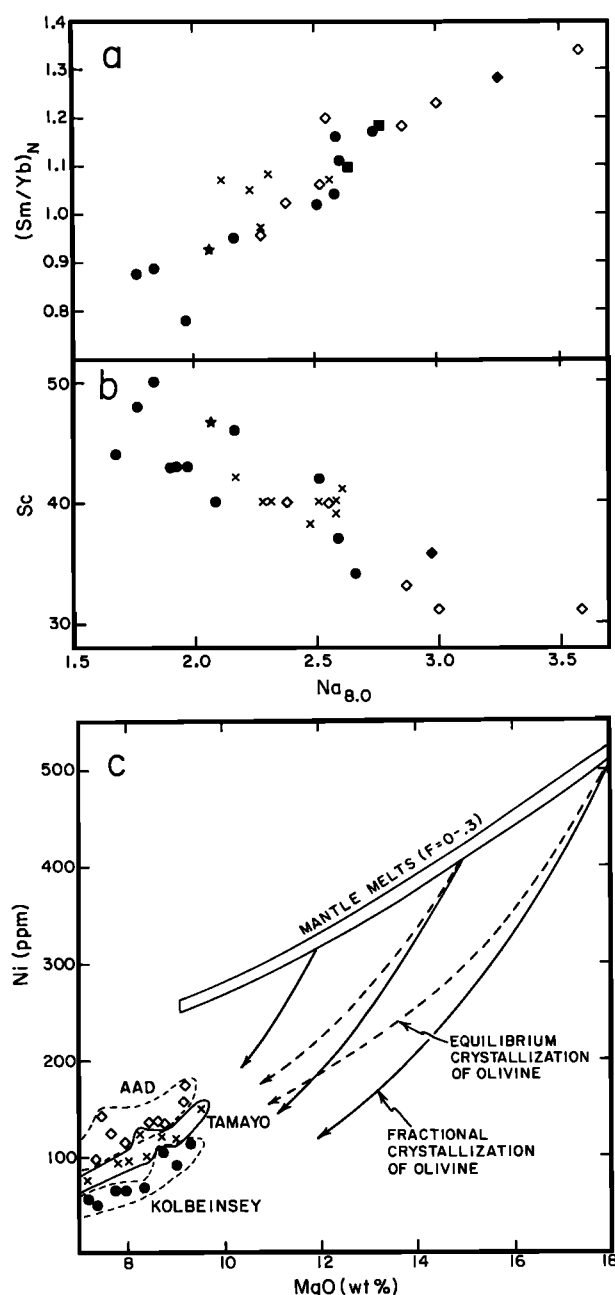 a
(Sm/Yb)N
1.3
1.2
1.1
1.0
0.9
0.8
b
Sc
50
40
30
1.5
2.0
2.5
3.0
3.5
Na8.0
c
Ni (ppm)
500
400
300
200
100
MANTLE MELTS (F=0-.3)
EQUILIBRIUM
CRYSTALLIZATION
OF OLIVINE
FRACTIONAL
CRYSTALLIZATION
OF OLIVINE
AAD
TAMAYO
KOLBEINSEY
8
10
12
14
16
18
MgO (wt %)